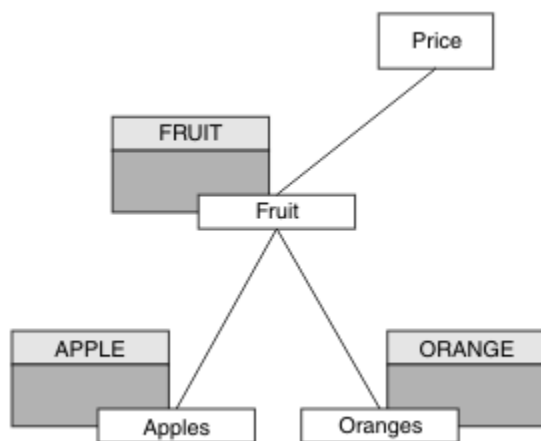 Price
FRUIT
Fruit
APPLE
ORANGE
Apples
Oranges